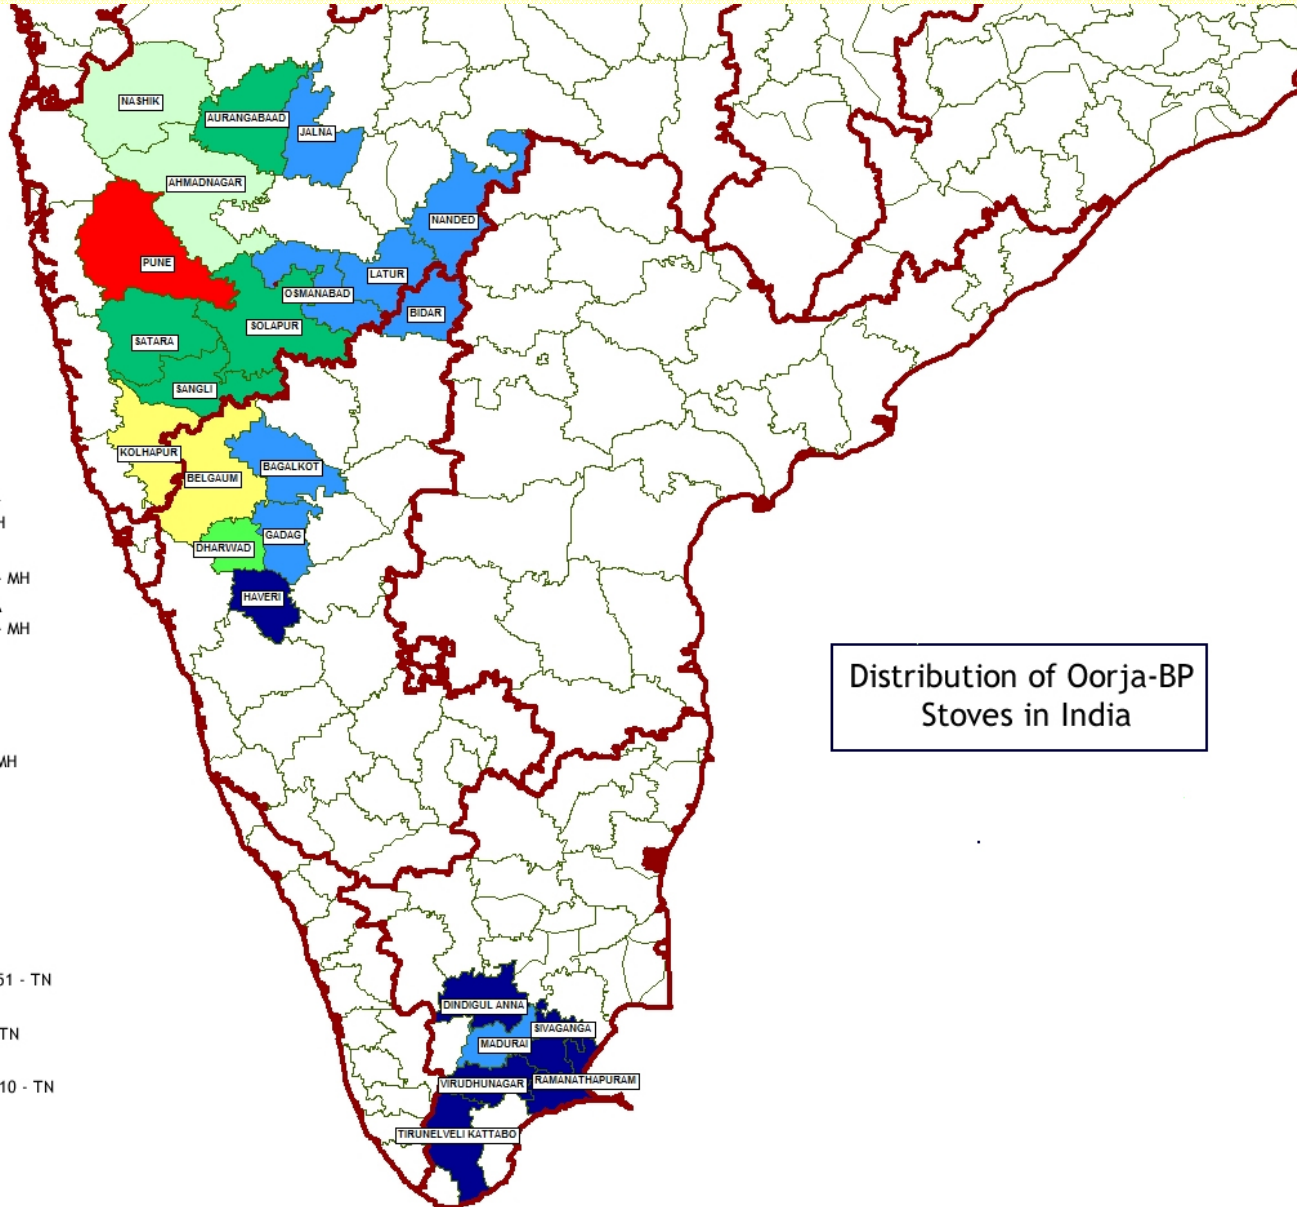 NASHIK
AURANGABAAD
JALNA
AHMADNAGAR
NANDED
PUNE
LATUR
OSMANABAD
BIDAR
SOLAPUR
SATARA
SANGLI
KOLHAPUR
BAGALKOT
BELGAUM
GADAG
DHARWAD
- MH
HAVERI
- MH
Distribution of Oorja-BP
Stoves in India
MH
51 - TN
DINDIGUL ANNA
SIVAGANGA
TN
MADURAI
RAMANATHAPURAM
VIRUDHUNAGAR
10 - TN
TIRUNELVELI KATTABO